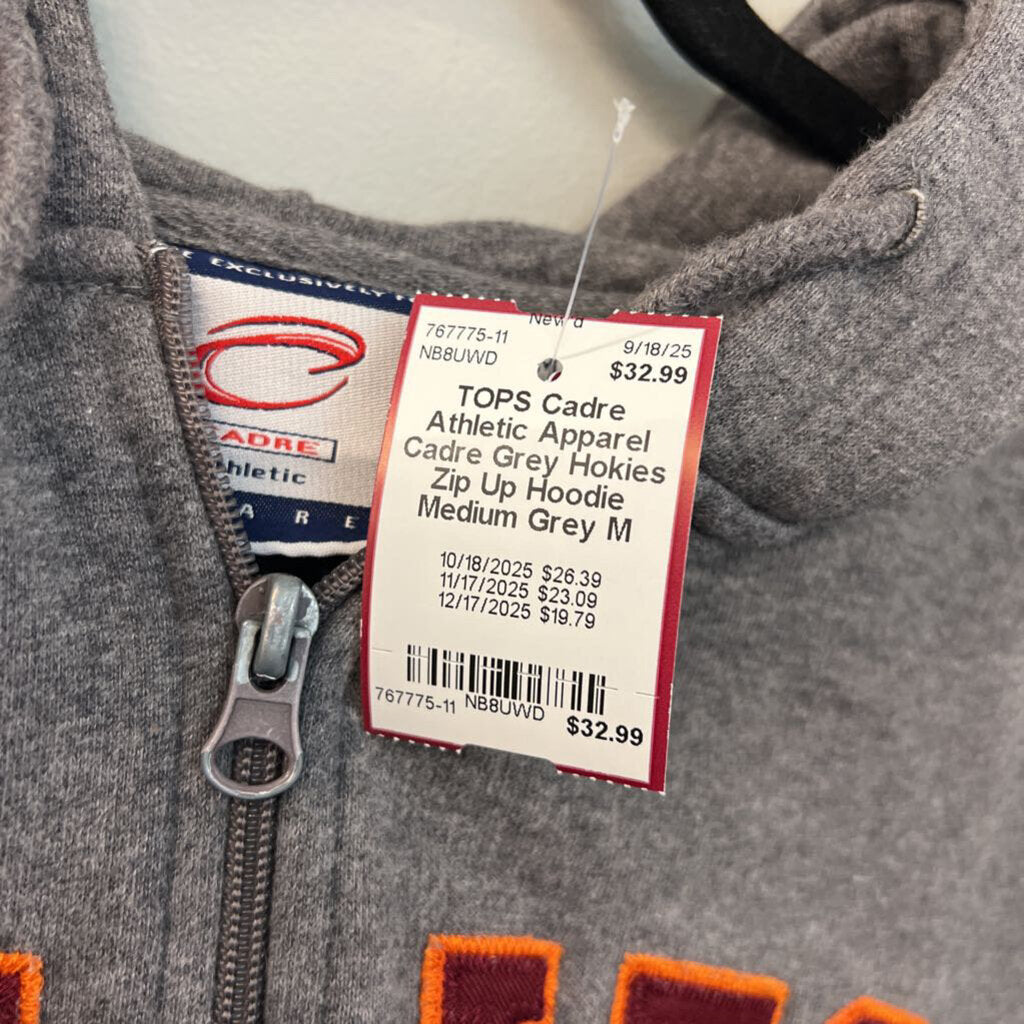 EXCLUSIVELY
ADRE
hletic
A R E
New'd
767775-11
NB8UWD
9/18/25
$32.99
TOPS Cadre
Athletic Apparel
Cadre Grey Hokies
Zip Up Hoodie
Medium Grey M
10/18/2025 $26.39
11/17/2025 $23.09
12/17/2025 $19.79
767775-11 NB8UWD $32.99